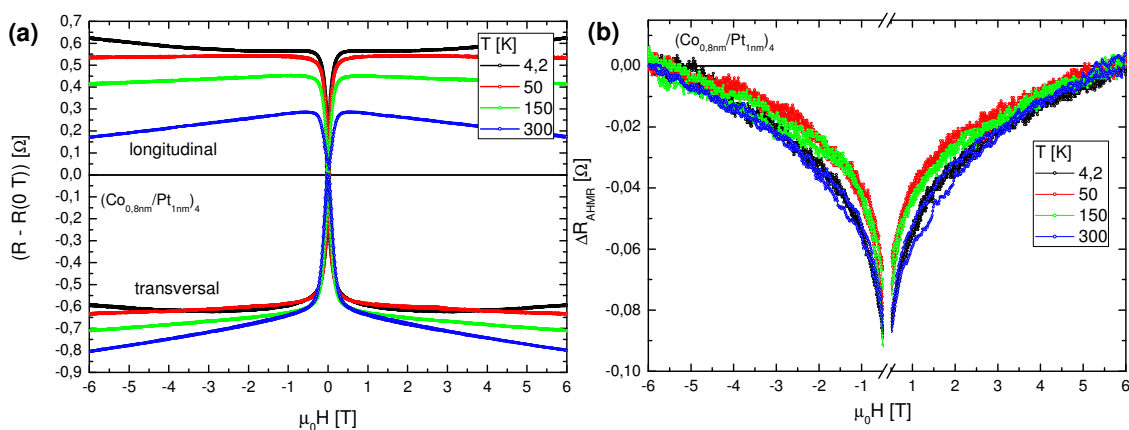 (a)
0,7
0,6
0,5
0,4
0,3
0,2
0,1
0,0
-0,1
-0,2
-0,3
-0,4
-0,5
-0,6
-0,7
-0,8
-0,9
(R - R(0 T)) [Ω]
T [K]
4,2
50
150
300
longitudinal
(Co0,8nm/Pt1nm)4
transversal
-6 -5 -4 -3 -2 -1 0 1 2 3 4 5 6
μ0H [T]
(b)
(Co0,8nm/Pt1nm)4
0,00
-0,02
-0,04
-0,06
-0,08
-0,10
ΔRAHMR [Ω]
T [K]
4,2
50
150
300
-6 -5 -4 -3 -2 -1 1 2 3 4 5 6
μ0H [T]